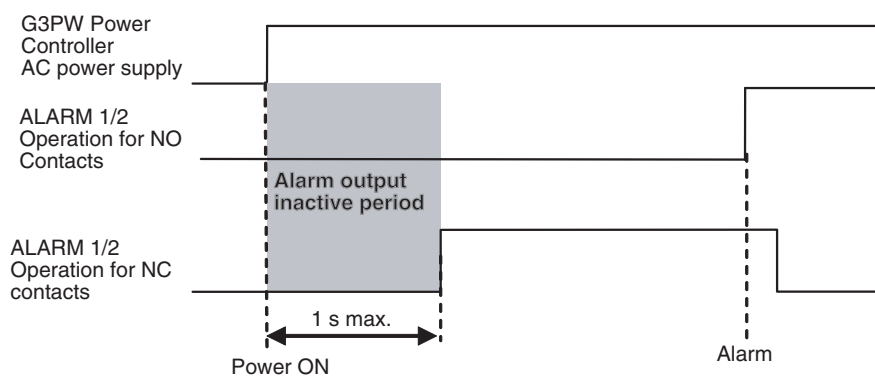 G3PW Power
Controller
AC power supply
ALARM 1/2
Operation for NO
Contacts
Alarm output
inactive period
ALARM 1/2
Operation for NC
contacts
1 s max.
Power ON
Alarm